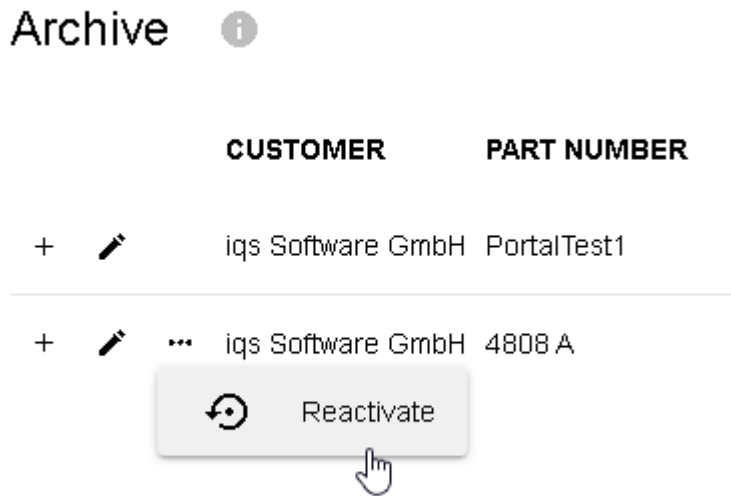 Archive
CUSTOMER PART NUMBER
iqs Software GmbH PortalTest1
iqs Software GmbH 4808 A
Reactivate